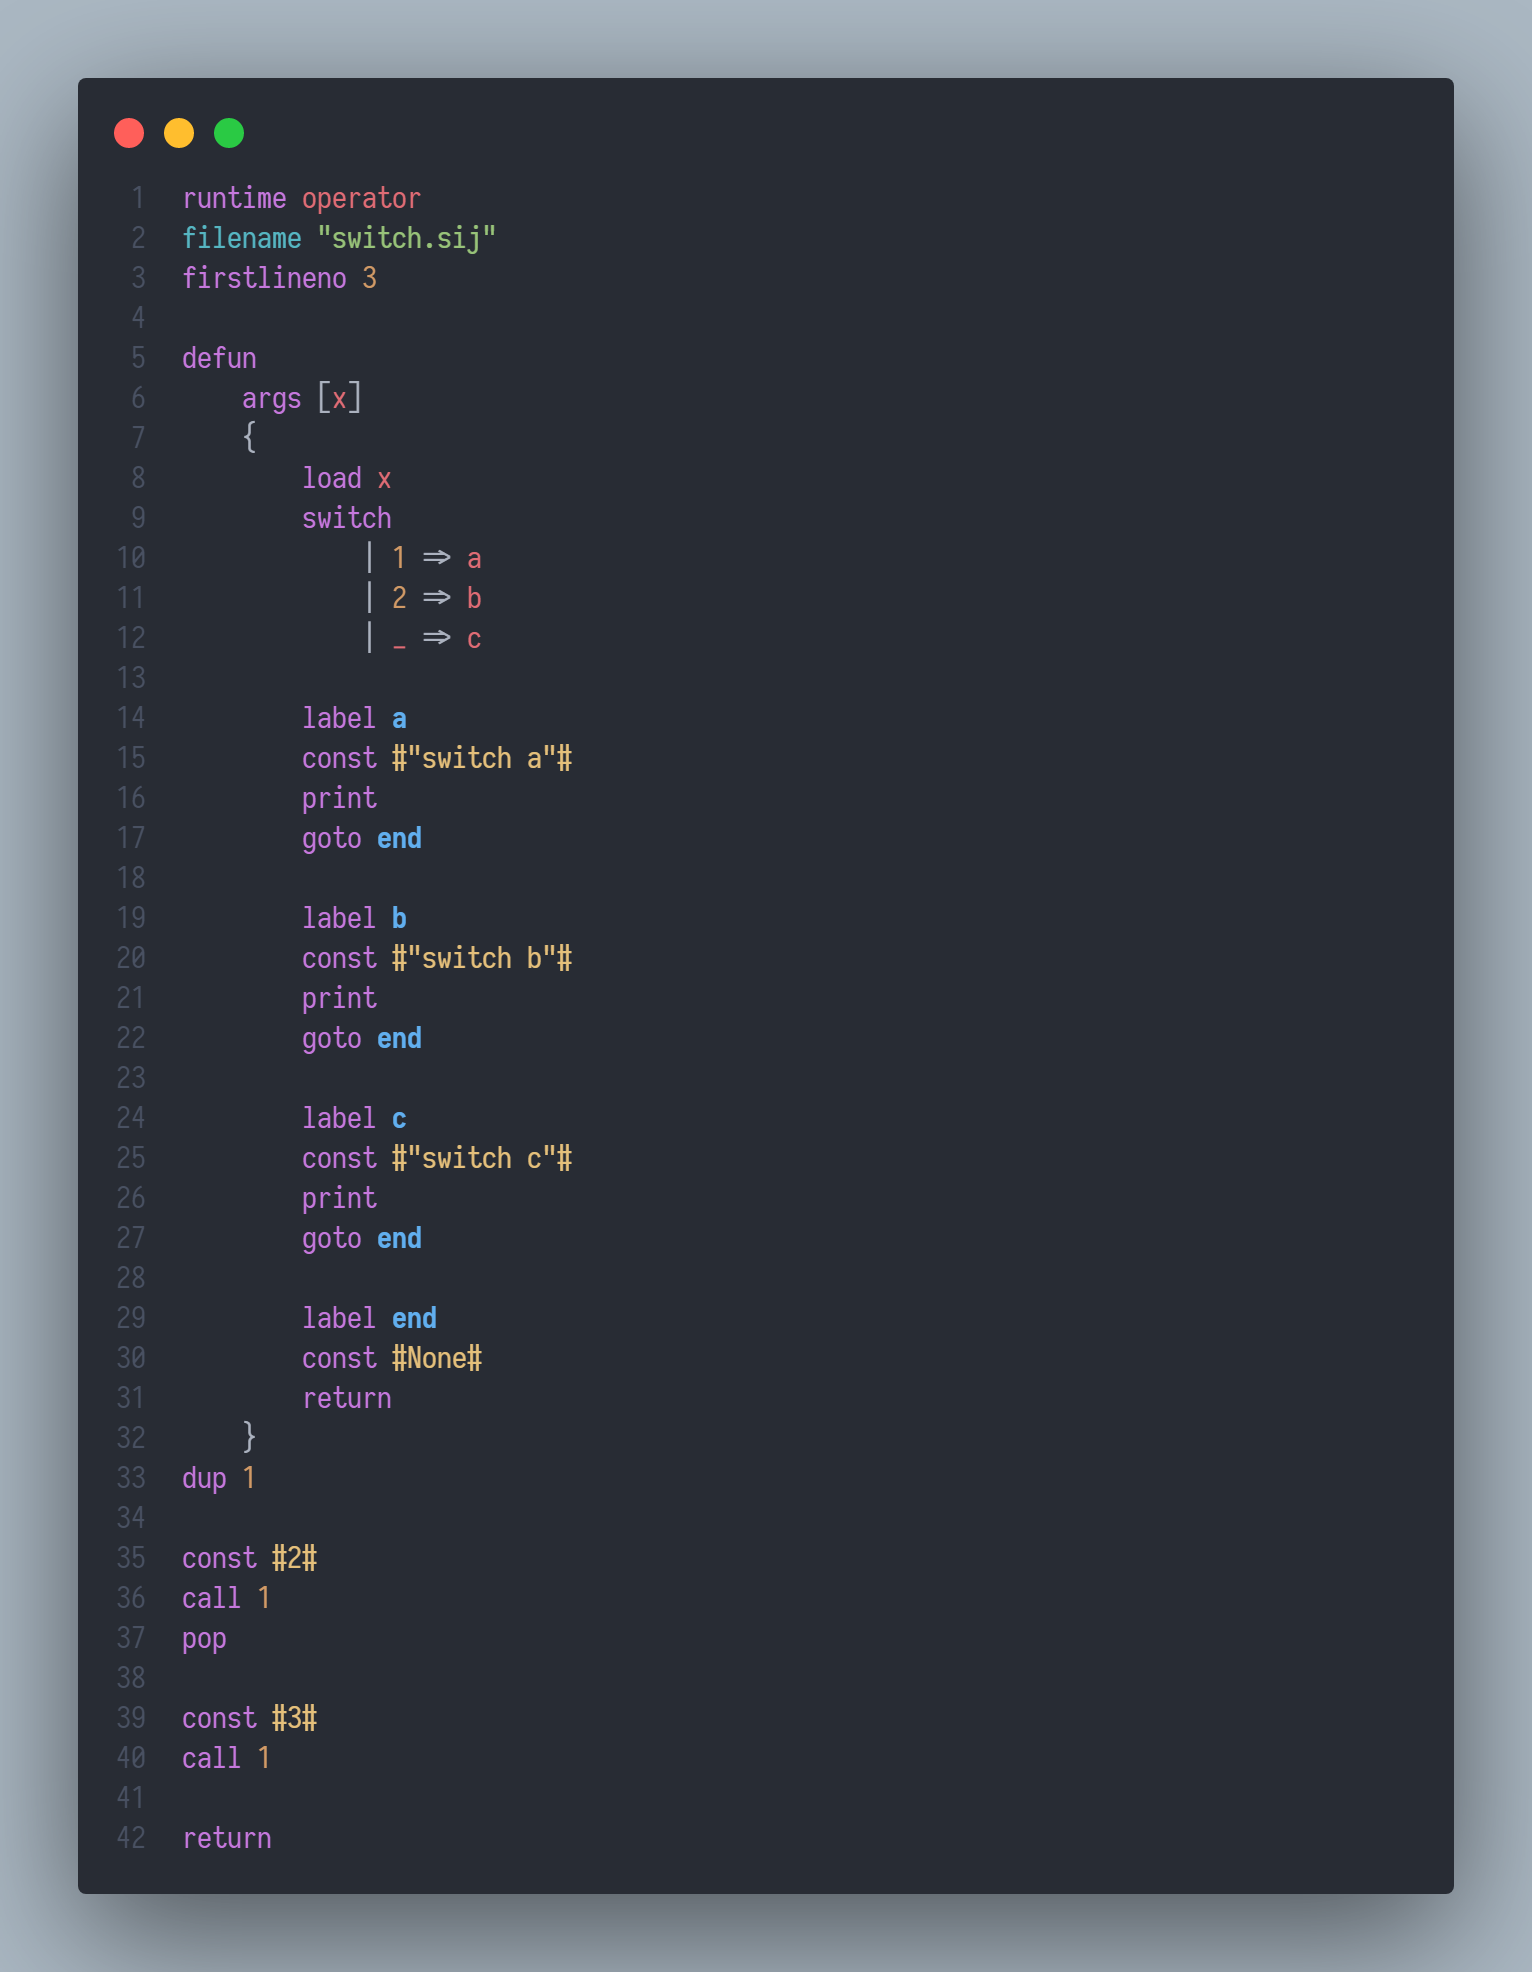 1 runtime operator
2 filename "switch.sij"
3 firstlineno 3
4
5 defun
6     args [x]
7     {
8         load x
9         switch
10             | 1 => a
11             | 2 => b
12             | _ => c
13
14         label a
15         const #"switch a"#
16         print
17         goto end
18
19         label b
20         const #"switch b"#
21         print
22         goto end
23
24         label c
25         const #"switch c"#
26         print
27         goto end
28
29         label end
30         const #None#
31         return
32     }
33 dup 1
34
35 const #2#
36 call 1
37 pop
38
39 const #3#
40 call 1
41
42 return